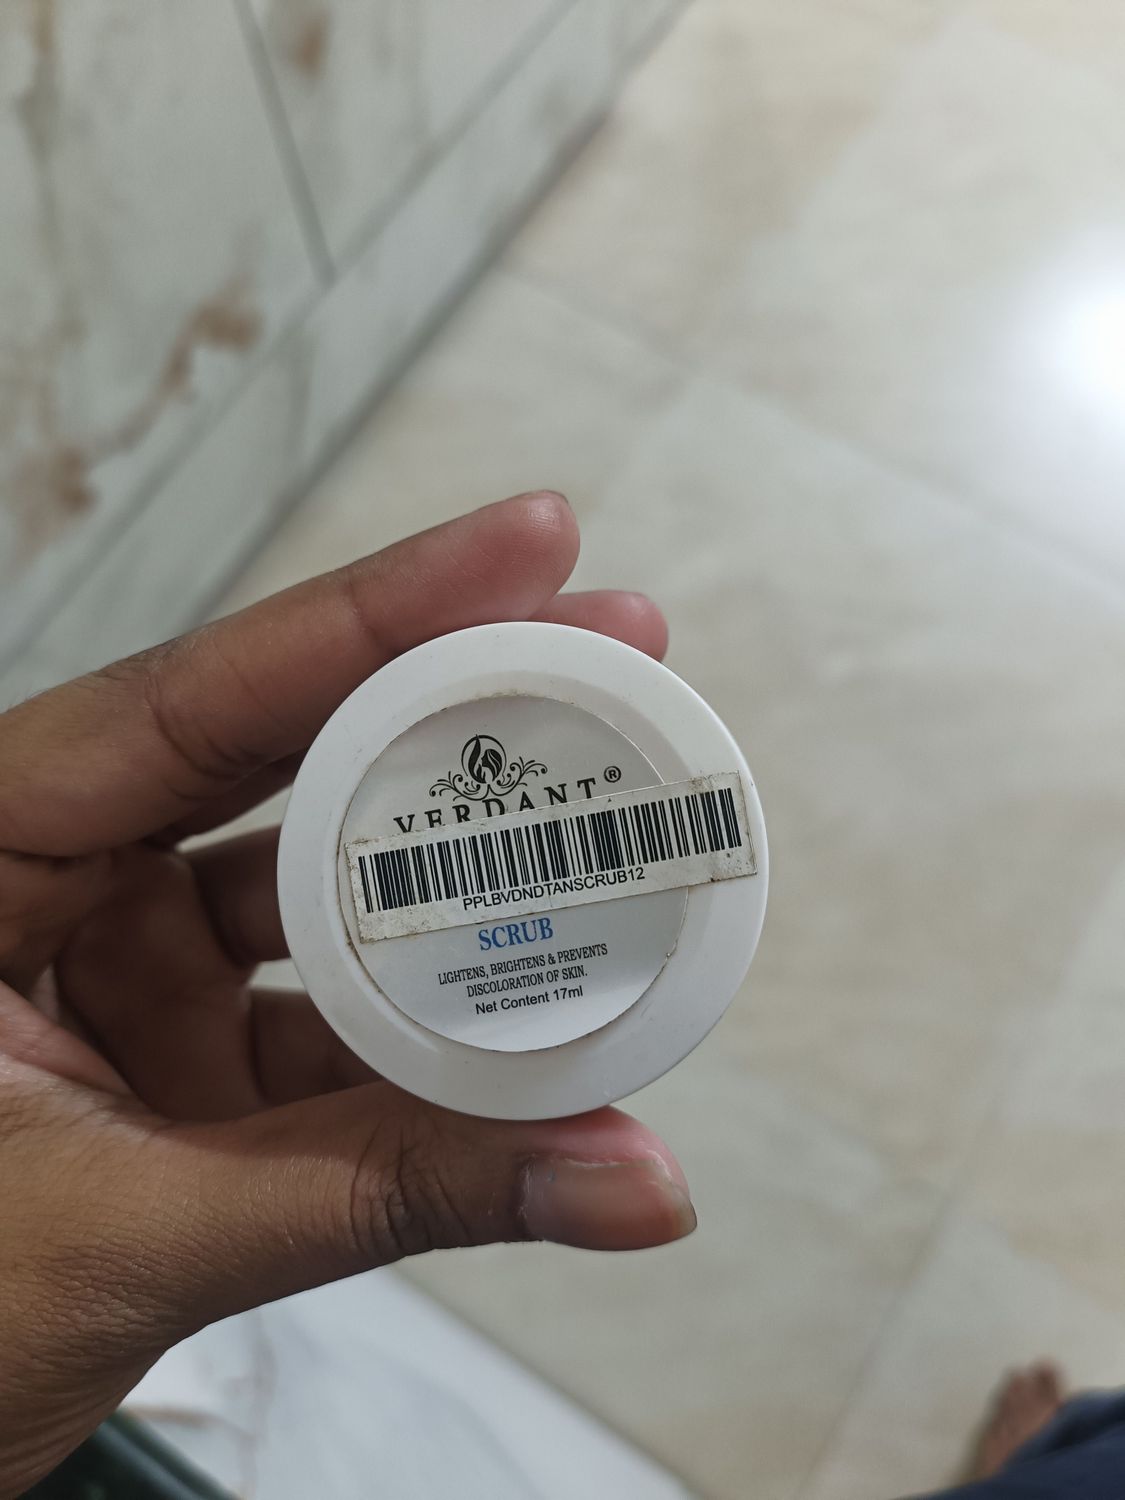 VERDANT®
PPLBVDNDTANSCRUB12
SCRUB
LIGHTENS, BRIGHTENS & PREVENTS
DISCOLORATION OF SKIN.
Net Content 17ml